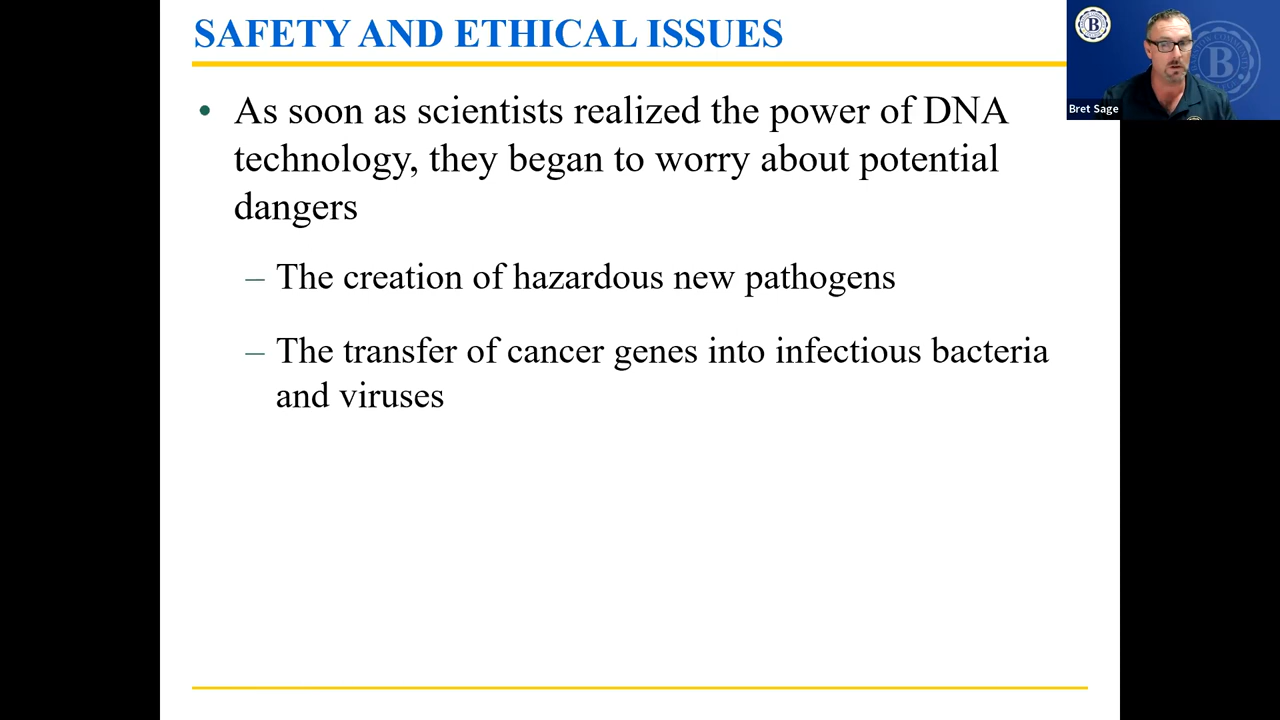 SAFETY AND ETHICAL ISSUES
• As soon as scientists realized the power of DNA
technology, they began to worry about potential
dangers
– The creation of hazardous new pathogens
– The transfer of cancer genes into infectious bacteria
and viruses
B
B
Bret Sage